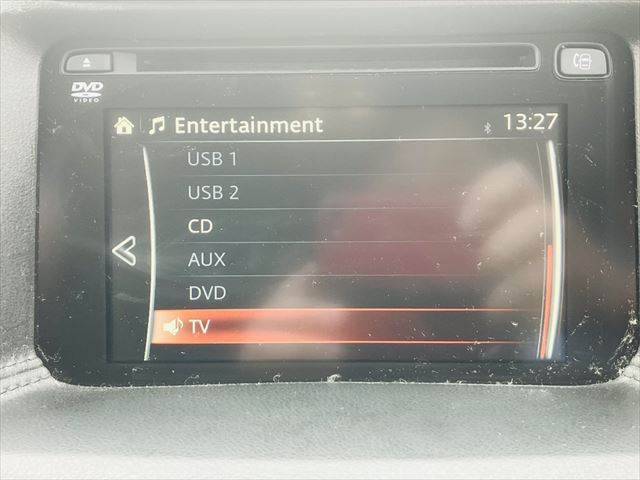 DVD
VIDEO
Entertainment 13:27
USB 1
USB 2
CD
AUX
DVD
TV